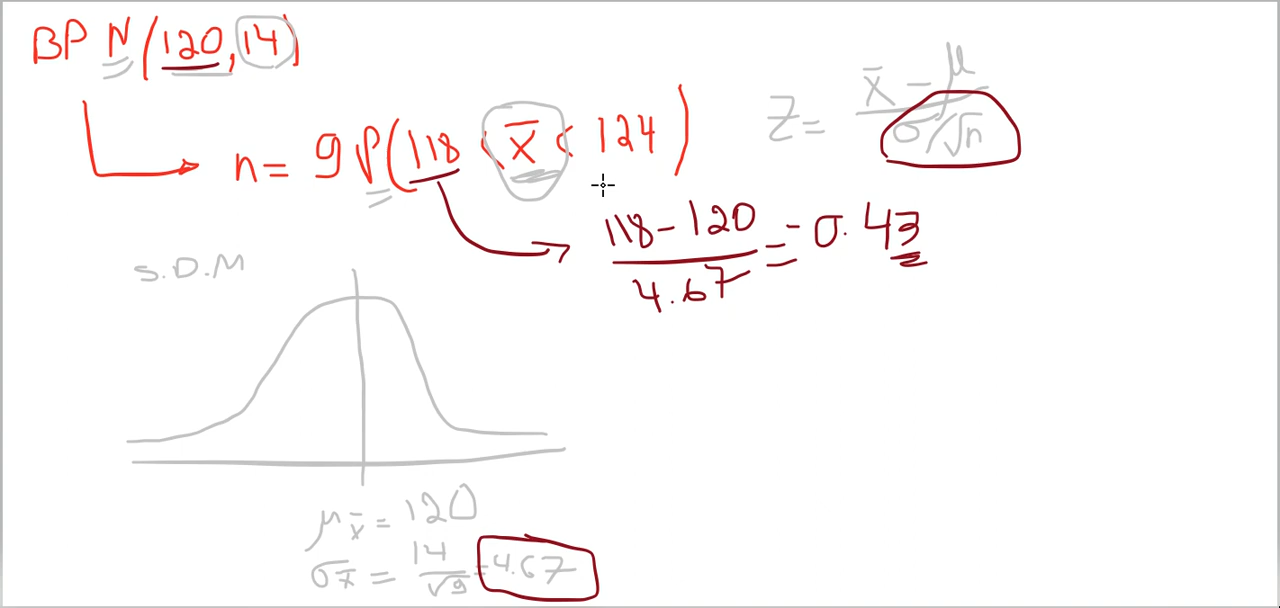 BP N(120,14)
n = 9 P(118 < x̄ < 124)
Z = x̄ - μ / σ/√n
118 - 120 / 4.67 = -0.43
S.D.M
μx̄ = 120
σx̄ = 14/√9 = 4.67